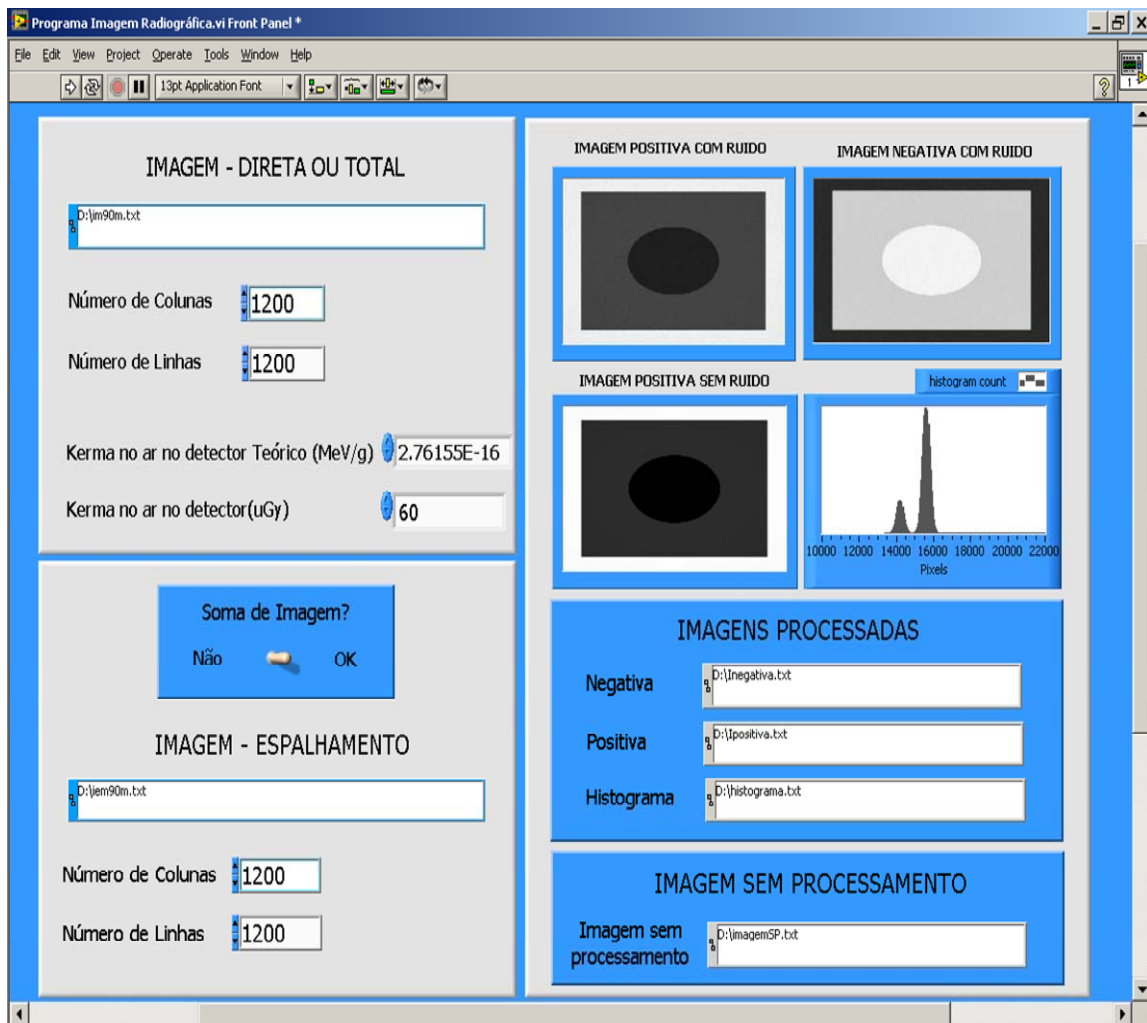 Programa Imagem Radiográfica.vi Front Panel *
File Edit View Project Operate Tools Window Help
13pt Application Font
1
IMAGEM - DIRETA OU TOTAL
D:\im90m.txt
Número de Colunas 1200
Número de Linhas 1200
Kerma no ar no detector Teórico (MeV/g) 2.76155E-16
Kerma no ar no detector(uGy) 60
Soma de Imagem?
Não OK
IMAGEM - ESPALHAMENTO
D:\iem90m.txt
Número de Colunas 1200
Número de Linhas 1200
IMAGEM POSITIVA COM RUIDO
IMAGEM NEGATIVA COM RUIDO
IMAGEM POSITIVA SEM RUIDO
histogram count
10000 12000 14000 16000 18000 20000 22000
Pixels
IMAGENS PROCESSADAS
Negativa D:\Inegativa.txt
Positiva D:\Ipositiva.txt
Histograma D:\histograma.txt
IMAGEM SEM PROCESSAMENTO
Imagem sem
processamento
D:\imagemSP.txt